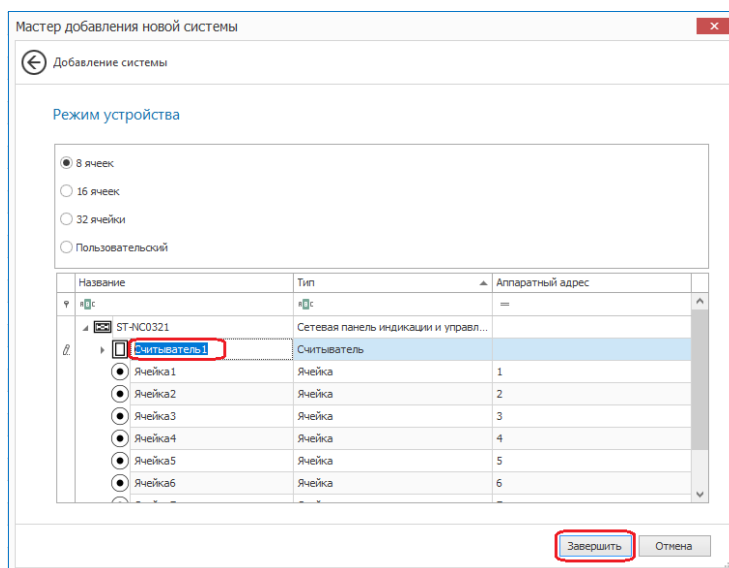 Мастер добавления новой системы
Добавление системы
Режим устройства
8 ячеек
16 ячеек
32 ячейки
Пользовательский
Название Тип Аппаратный адрес
=
ST-NC0321 Сетевая панель индикации и управл...
Считыватель1 Считыватель
Ячейка1 Ячейка 1
Ячейка2 Ячейка 2
Ячейка3 Ячейка 3
Ячейка4 Ячейка 4
Ячейка5 Ячейка 5
Ячейка6 Ячейка 6
Завершить Отмена